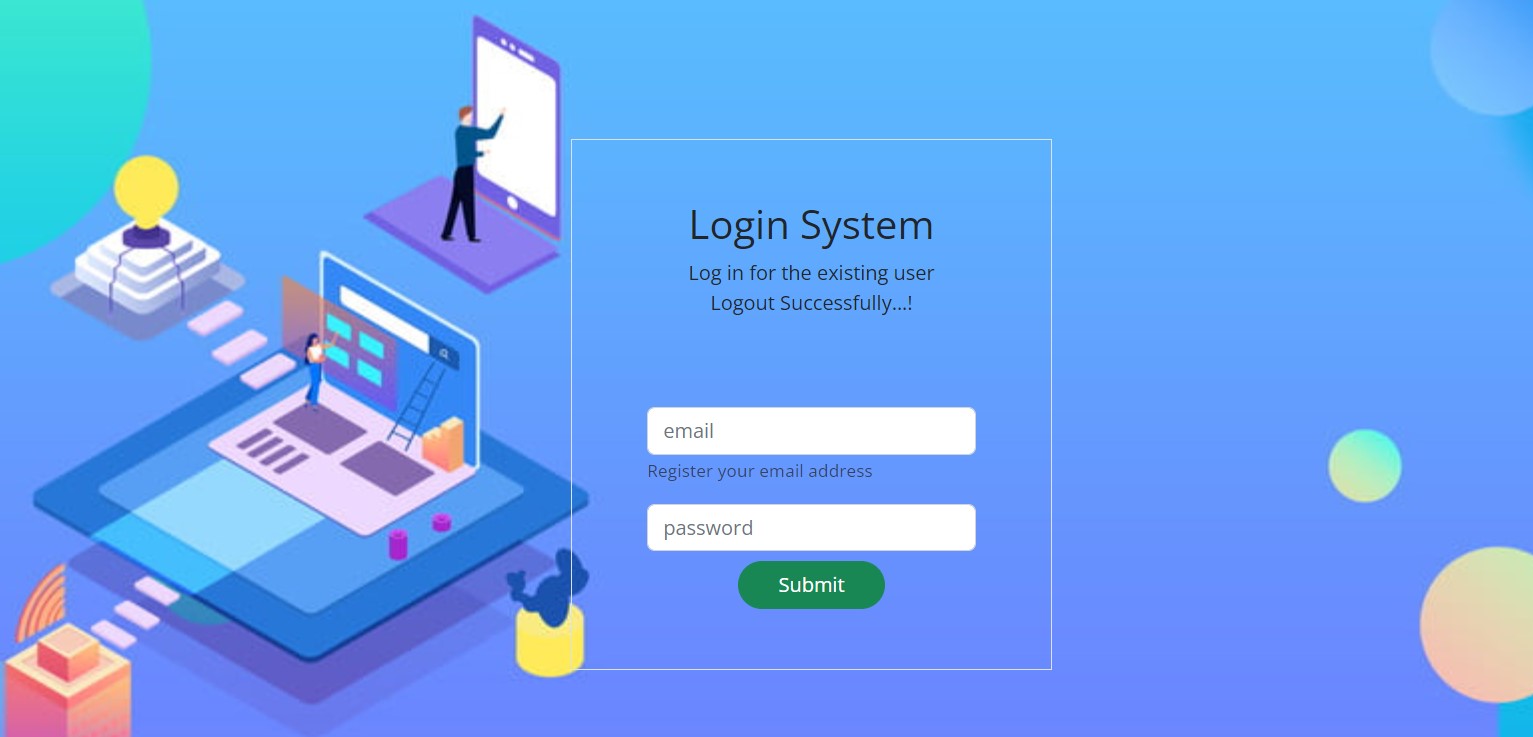 Login System
Log in for the existing user
Logout Successfully...!
email
Register your email address
password
Submit